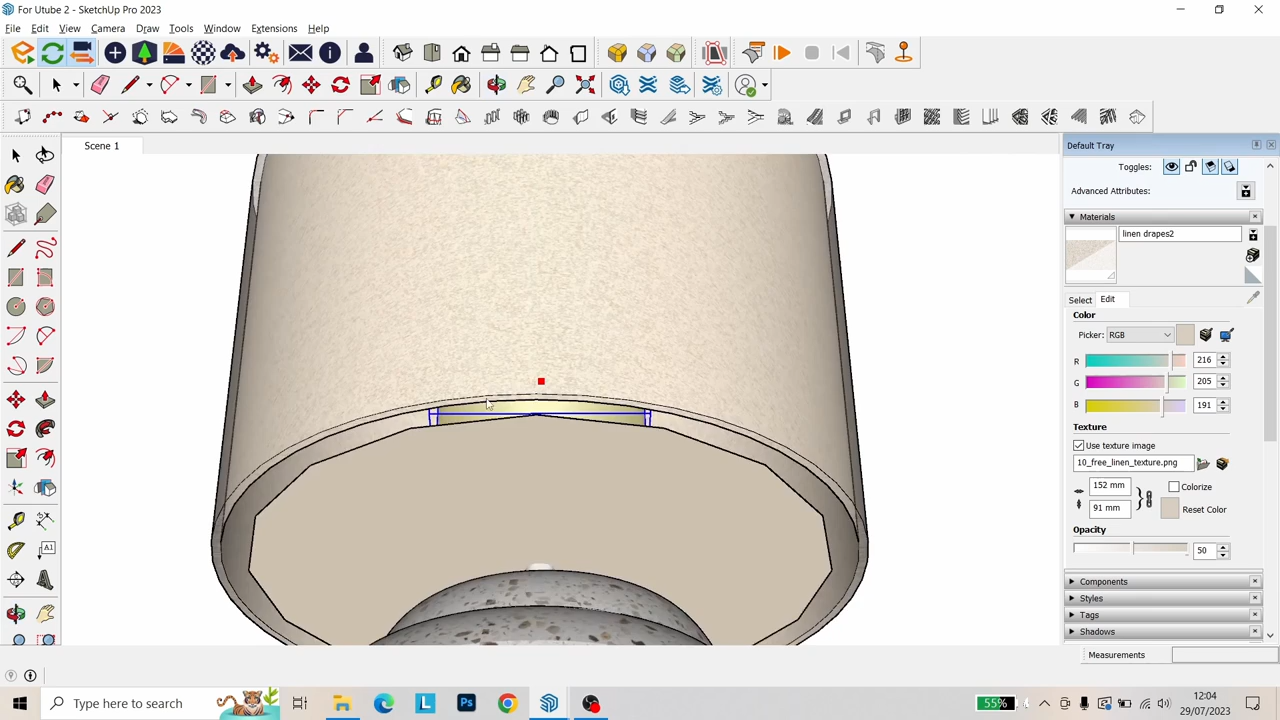 For Utube 2 - SketchUp Pro 2023
File Edit View Camera Draw Tools Window Extensions Help
Scene 1
Default Tray
Toggles:
Advanced Attributes:
Materials
linen drapes2
Select Edit
Color
Picker: RGB
R 216
G 205
B 191
Texture
Use texture image
10_free_linen_texture.png
152 mm Colorize
91 mm Reset Color
Opacity
50
Components
Styles
Tags
Shadows
Measurements
A1
Type here to search
L
Ps
55%
12:04
29/07/2023